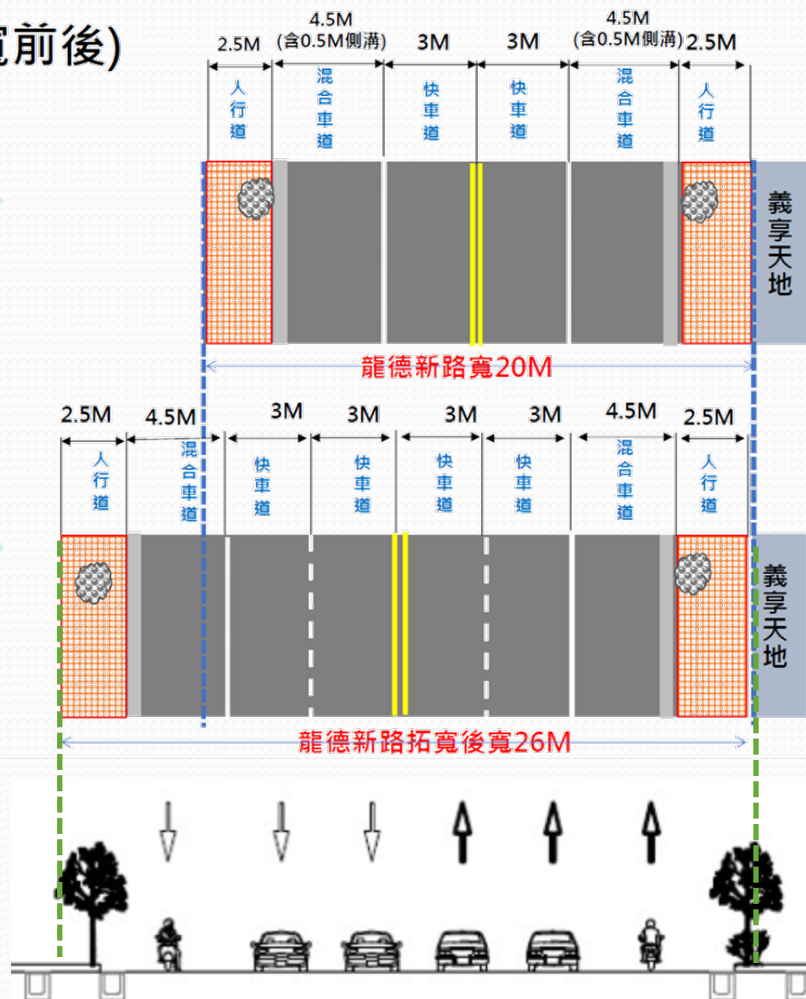 寬前後)
2.5M
4.5M
(含0.5M側溝)
3M
3M
4.5M
(含0.5M側溝)
2.5M
人行道
混合車道
快車道
快車道
混合車道
人行道
義享天地
龍德新路寬20M
2.5M
4.5M
3M
3M
3M
3M
4.5M
2.5M
人行道
混合車道
快車道
快車道
快車道
快車道
混合車道
人行道
義享天地
龍德新路拓寬後寬26M